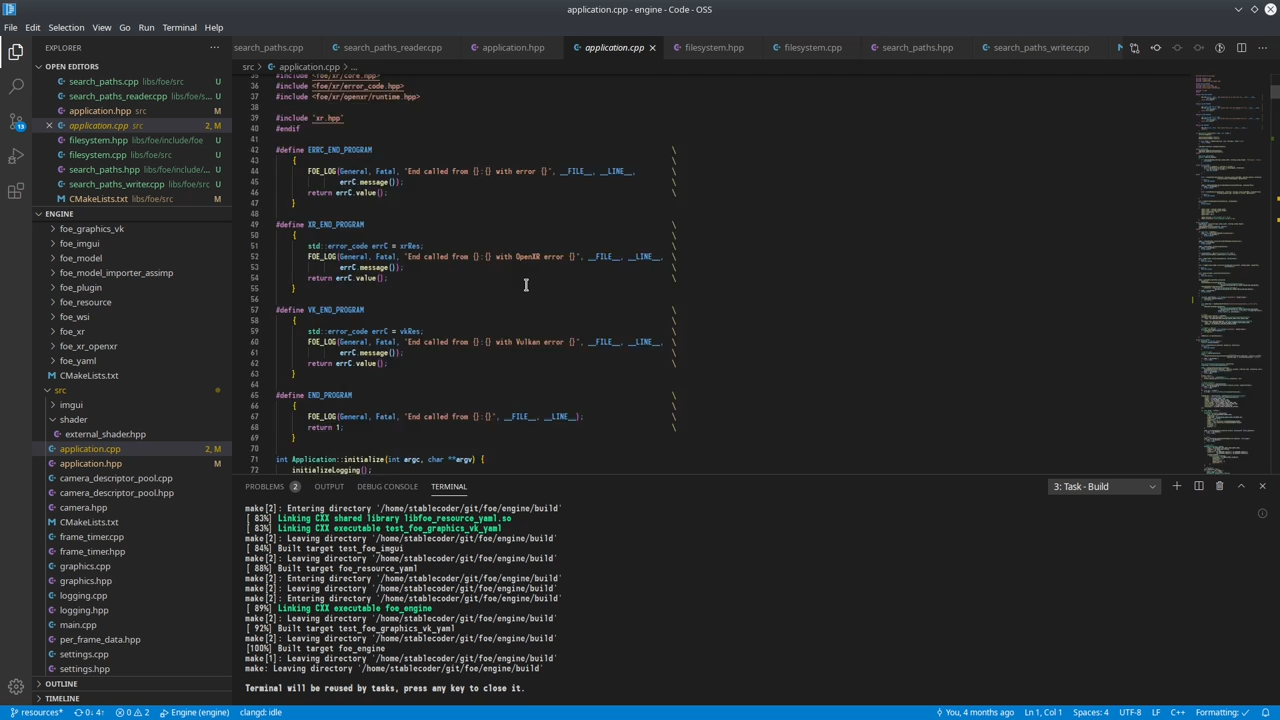 application.cpp - engine - Code - OSS
File Edit Selection View Go Run Terminal Help
EXPLORER
OPEN EDITORS
search_paths.cpp libs/foe/src U
search_paths_reader.cpp libs/foe/s... U
application.hpp src M
application.cpp src 2, M
filesystem.hpp libs/foe/include/foe U
filesystem.cpp libs/foe/src U
search_paths.hpp libs/foe/include/... U
search_paths_writer.cpp libs/foe/src U
CMakeLists.txt libs/foe/src M
ENGINE
foe_graphics_vk
foe_imgui
foe_model
foe_model_importer_assimp
foe_plugin
foe_resource
foe_wsi
foe_xr
foe_xr_openxr
foe_yaml
CMakeLists.txt
src
imgui
shader
external_shader.hpp
application.cpp 2, M
application.hpp M
camera_descriptor_pool.cpp
camera_descriptor_pool.hpp
camera.hpp
CMakeLists.txt
frame_timer.cpp
frame_timer.hpp
graphics.cpp
graphics.hpp
logging.cpp
logging.hpp
main.cpp
per_frame_data.hpp
settings.cpp
settings.hpp
OUTLINE
TIMELINE
13
search_paths.cpp search_paths_reader.cpp application.hpp application.cpp filesystem.hpp filesystem.cpp search_paths.hpp search_paths_writer.cpp
src > application.cpp > ...
35 #include <foe/xr/core.hpp>
36 #include <foe/xr/error_code.hpp>
37 #include <foe/xr/openxr/runtime.hpp>
38
39 #include "xr.hpp"
40 #endif
41
42 #define ERRC_END_PROGRAM \
43 { \
44 FOE_LOG(General, Fatal, "End called from {}:{} with error {}", __FILE__, __LINE__, \
45 errC.message()); \
46 return errC.value(); \
47 }
48
49 #define XR_END_PROGRAM \
50 { \
51 std::error_code errC = xrRes; \
52 FOE_LOG(General, Fatal, "End called from {}:{} with OpenXR error {}", __FILE__, __LINE__, \
53 errC.message()); \
54 return errC.value(); \
55 }
56
57 #define VK_END_PROGRAM \
58 { \
59 std::error_code errC = vkRes; \
60 FOE_LOG(General, Fatal, "End called from {}:{} with Vulkan error {}", __FILE__, __LINE__, \
61 errC.message()); \
62 return errC.value(); \
63 }
64
65 #define END_PROGRAM \
66 { \
67 FOE_LOG(General, Fatal, "End called from {}:{}", __FILE__, __LINE__); \
68 return 1; \
69 }
70
71 int Application::initialize(int argc, char **argv) {
72 initializeLogging();
PROBLEMS 2 OUTPUT DEBUG CONSOLE TERMINAL 3: Task - Build
make[2]: Entering directory '/home/stablecoder/git/foe/engine/build'
[ 83%] Linking CXX shared library libfoe_resource_yaml.so
[ 83%] Linking CXX executable test_foe_graphics_vk_yaml
make[2]: Leaving directory '/home/stablecoder/git/foe/engine/build'
[ 84%] Built target test_foe_imgui
make[2]: Leaving directory '/home/stablecoder/git/foe/engine/build'
[ 88%] Built target foe_resource_yaml
make[2]: Entering directory '/home/stablecoder/git/foe/engine/build'
make[2]: Leaving directory '/home/stablecoder/git/foe/engine/build'
make[2]: Entering directory '/home/stablecoder/git/foe/engine/build'
[ 89%] Linking CXX executable foe_engine
make[2]: Leaving directory '/home/stablecoder/git/foe/engine/build'
[ 92%] Built target test_foe_graphics_vk_yaml
make[2]: Leaving directory '/home/stablecoder/git/foe/engine/build'
[100%] Built target foe_engine
make[1]: Leaving directory '/home/stablecoder/git/foe/engine/build'
make: Leaving directory '/home/stablecoder/git/foe/engine/build'
Terminal will be reused by tasks, press any key to close it.
resources* 0↓ 4↑ 0 2 Engine (engine) clangd: idle You, 4 months ago Ln 1, Col 1 Spaces: 4 UTF-8 LF C++ Formatting: ✓